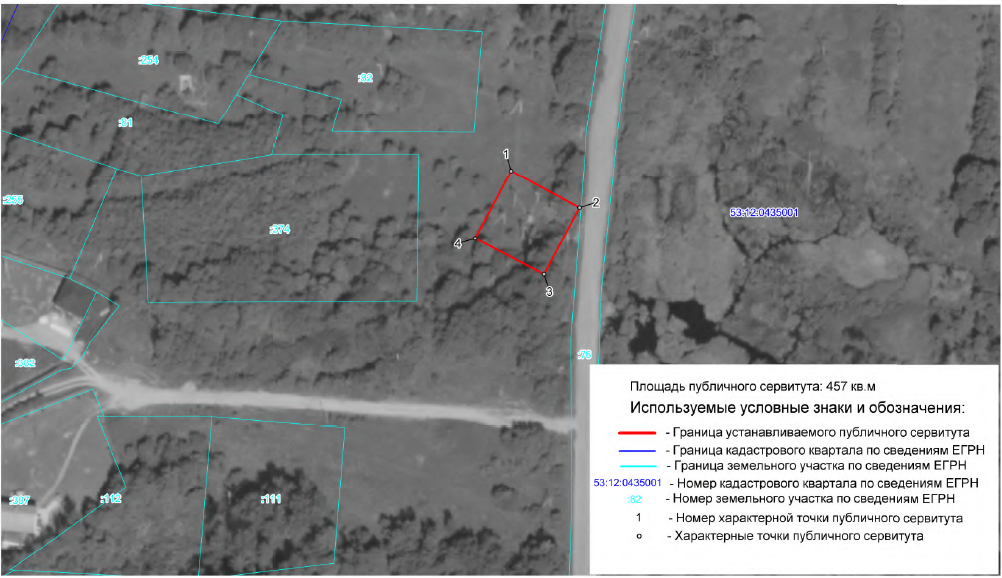 :254
:82
:81
1
2
:255
53:12:0435001
:374
4
3
:76
:302
Площадь публичного сервитута: 457 кв.м
Используемые условные знаки и обозначения:
- Граница устанавливаемого публичного сервитута
- Граница кадастрового квартала по сведениям ЕГРН
- Граница земельного участка по сведениям ЕГРН
53:12:0435001 - Номер кадастрового квартала по сведениям ЕГРН
:62 - Номер земельного участка по сведениям ЕГРН
1 - Номер характерной точки публичного сервитута
- Характерные точки публичного сервитута
:307
:112
:111